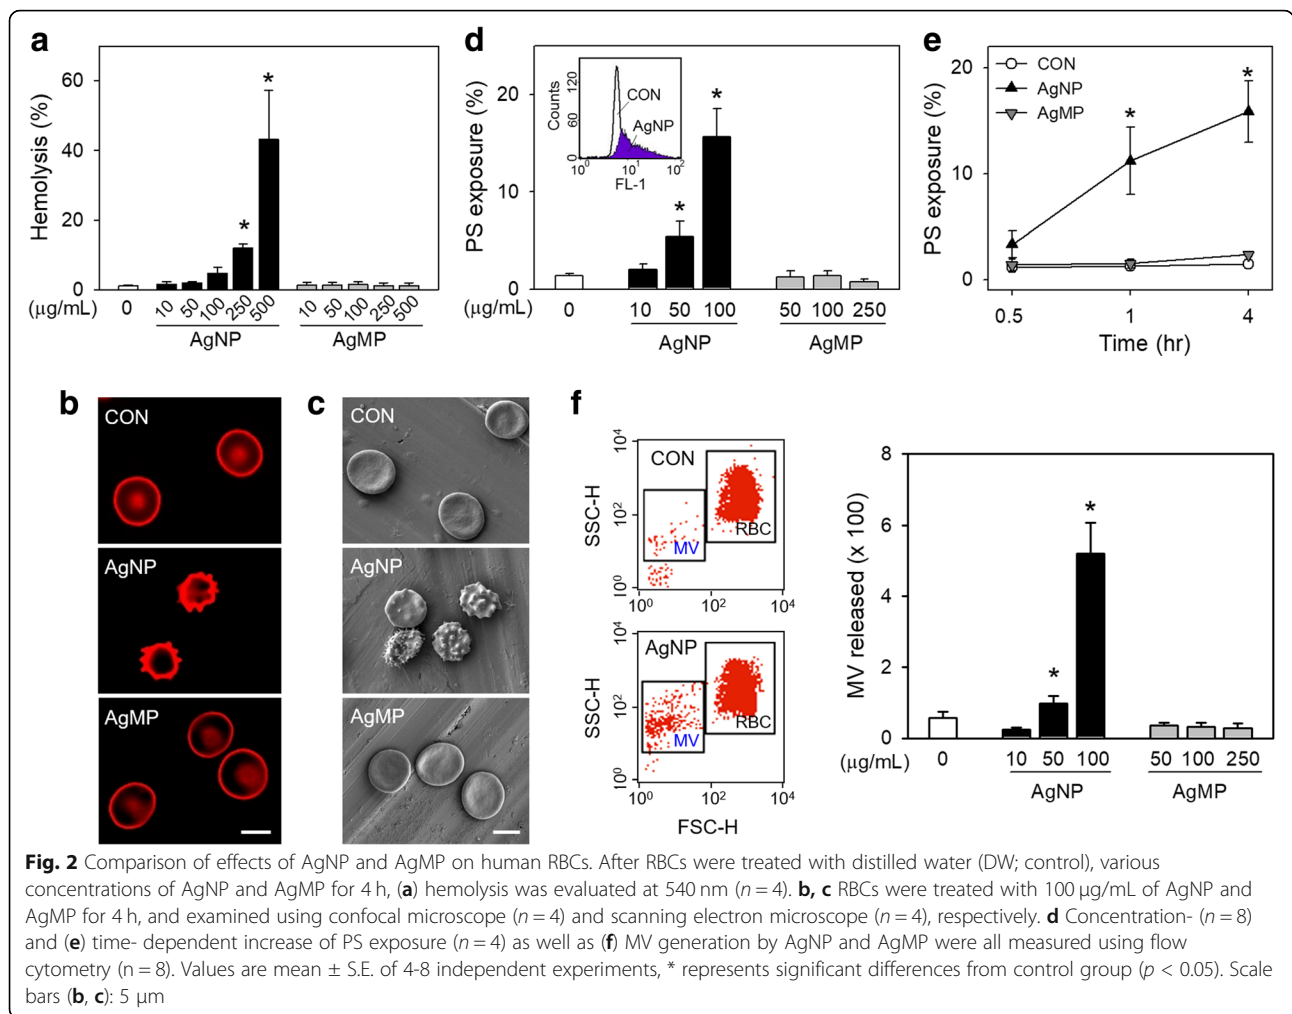 a
Hemolysis (%)
60
40
20
0
(μg/mL) 0 10 50 100 250 500 10 50 100 250 500
AgNP AgMP
d
PS exposure (%)
20
10
0
Counts
120
60
0
CON
AgNP
10⁰ 10¹ 10²
FL-1
(μg/mL) 0 10 50 100 50 100 250
AgNP AgMP
e
PS exposure (%)
20
10
0
CON
AgNP
AgMP
*
*
0.5 1 4
Time (hr)
b
CON
AgNP
AgMP
c
CON
AgNP
AgMP
f
SSC-H
10⁴
10²
10⁰
CON
RBC
MV
10⁰ 10² 10⁴
SSC-H
10⁴
10²
10⁰
AgNP
RBC
MV
10⁰ 10² 10⁴
FSC-H
MV released (x 100)
8
6
4
2
0
*
*
(μg/mL) 0 10 50 100 50 100 250
AgNP AgMP
Fig. 2 Comparison of effects of AgNP and AgMP on human RBCs. After RBCs were treated with distilled water (DW; control), various
concentrations of AgNP and AgMP for 4 h, (a) hemolysis was evaluated at 540 nm (n = 4). b, c RBCs were treated with 100 μg/mL of AgNP and
AgMP for 4 h, and examined using confocal microscope (n = 4) and scanning electron microscope (n = 4), respectively. d Concentration- (n = 8)
and (e) time- dependent increase of PS exposure (n = 4) as well as (f) MV generation by AgNP and AgMP were all measured using flow
cytometry (n = 8). Values are mean ± S.E. of 4-8 independent experiments, * represents significant differences from control group (p < 0.05). Scale
bars (b, c): 5 μm